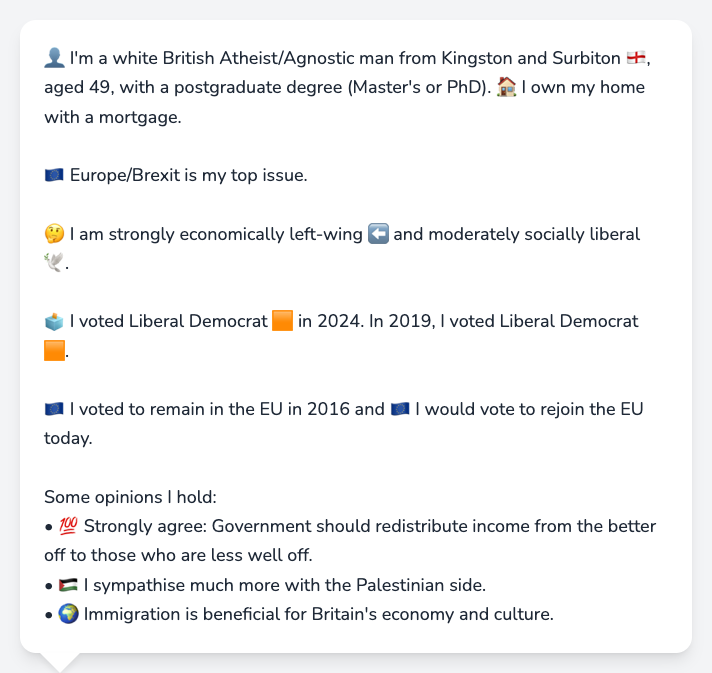 👤 I'm a white British Atheist/Agnostic man from Kingston and Surbiton 🏴󠁧󠁢󠁥󠁮󠁧󠁿,
aged 49, with a postgraduate degree (Master's or PhD). 🏠 I own my home
with a mortgage.
🇪🇺 Europe/Brexit is my top issue.
🤔 I am strongly economically left-wing ⬅️ and moderately socially liberal
🕊️.
🗳️ I voted Liberal Democrat 🟧 in 2024. In 2019, I voted Liberal Democrat
🟧.
🇪🇺 I voted to remain in the EU in 2016 and 🇪🇺 I would vote to rejoin the EU
today.
Some opinions I hold:
• 💯 Strongly agree: Government should redistribute income from the better
off to those who are less well off.
• 🇵🇸 I sympathise much more with the Palestinian side.
• 🌍 Immigration is beneficial for Britain's economy and culture.